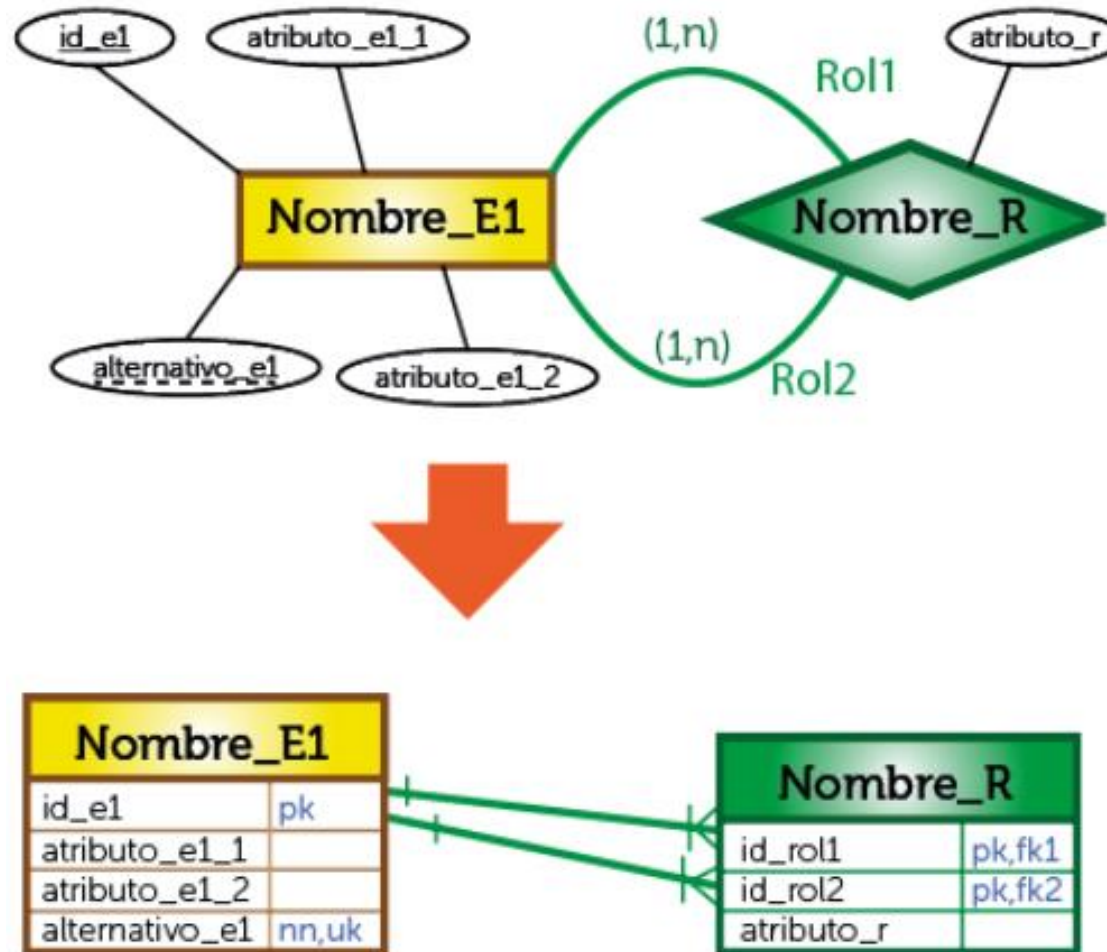 id_e1
atributo_e1_1
(1,n)
Rol1
atributo_r
Nombre_E1
Nombre_R
alternativo_e1
atributo_e1_2
(1,n)
Rol2
Nombre_E1
id_e1 pk
atributo_e1_1
atributo_e1_2
alternativo_e1 nn,uk
Nombre_R
id_rol1 pk,fk1
id_rol2 pk,fk2
atributo_r